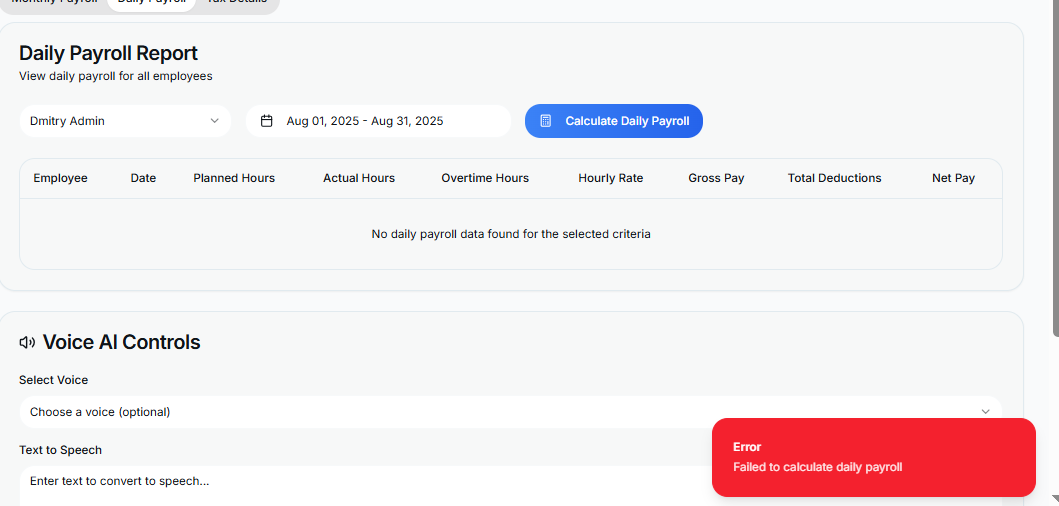 Monthly Payroll Daily Payroll Tax Details
Daily Payroll Report
View daily payroll for all employees
Dmitry Admin Aug 01, 2025 - Aug 31, 2025 Calculate Daily Payroll
Employee Date Planned Hours Actual Hours Overtime Hours Hourly Rate Gross Pay Total Deductions Net Pay
No daily payroll data found for the selected criteria
Voice AI Controls
Select Voice
Choose a voice (optional)
Text to Speech
Enter text to convert to speech...
Error
Failed to calculate daily payroll